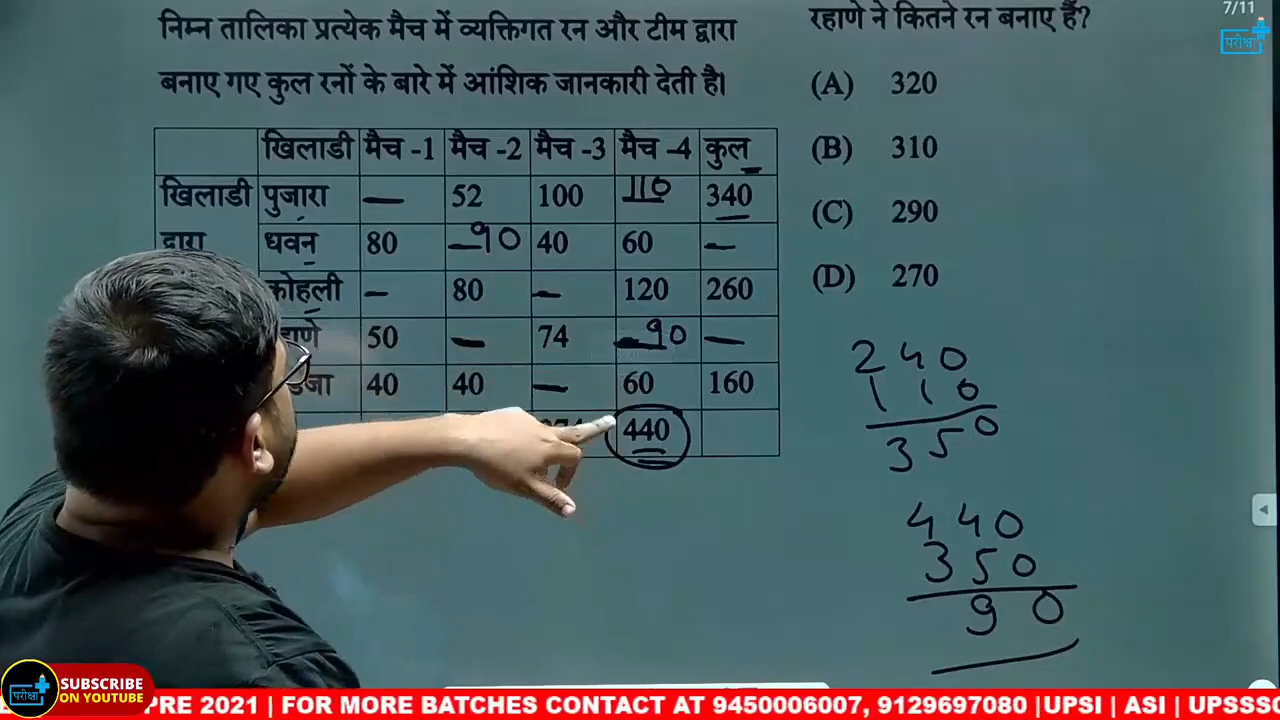 निम्न तालिका प्रत्येक मैच में व्यक्तिगत रन और टीम द्वारा
बनाए गए कुल रनों के बारे में आंशिक जानकारी देती है।
खिलाडी मैच -1 मैच -2 मैच -3 मैच -4 कुल
खिलाडी पुजारा — 52 100 110 340
द्वारा धवन 80 —90 40 60 —
कोहली — 80 — 120 260
50 — 74 —90 —
40 40 — 60 160
440
रहाणे ने कितने रन बनाए हैं?
(A) 320
(B) 310
(C) 290
(D) 270
240
110
350
440
350
90
7/11
परीक्षा
परीक्षा
SUBSCRIBE
ON YOUTUBE
PRE 2021 | FOR MORE BATCHES CONTACT AT 9450006007, 9129697080 |UPSI | ASI | UPSSSC